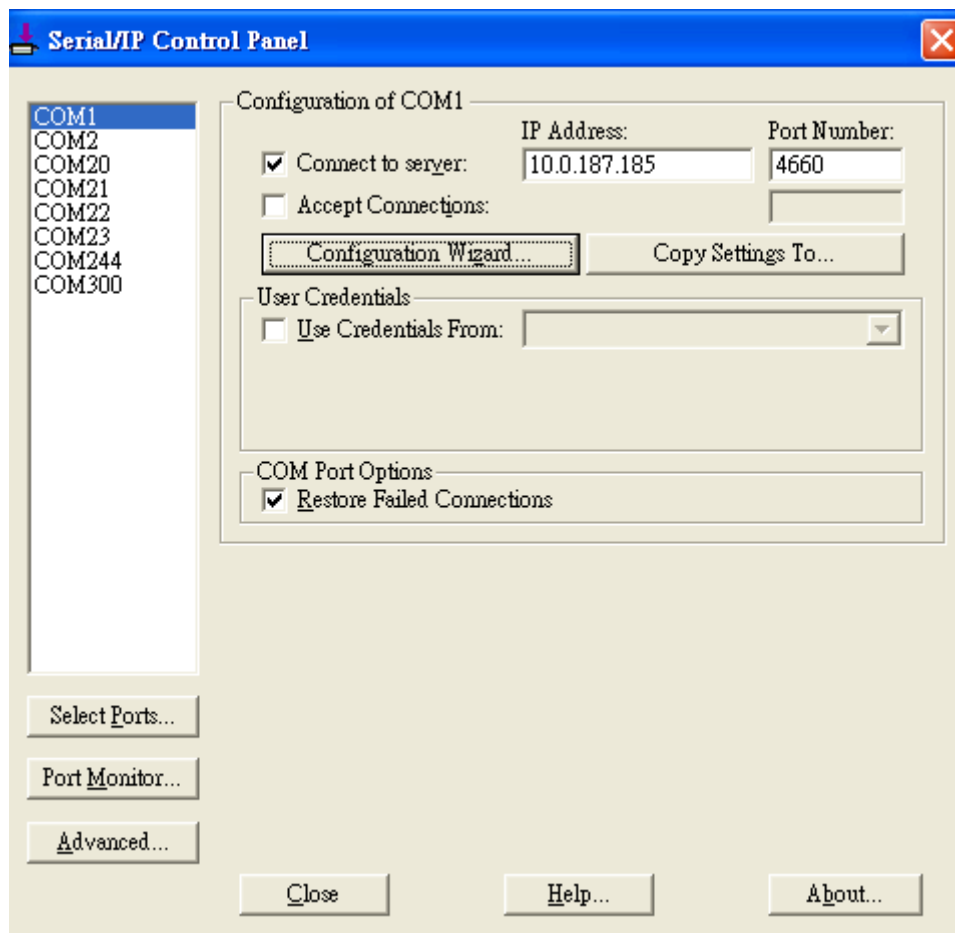 Serial/IP Control Panel
COM1
COM2
COM20
COM21
COM22
COM23
COM244
COM300
Select Ports...
Port Monitor...
Advanced...
Configuration of COM1
IP Address: Port Number:
Connect to server: 10.0.187.185 4660
Accept Connections:
Configuration Wizard... Copy Settings To...
User Credentials
Use Credentials From:
COM Port Options
Restore Failed Connections
Close Help... About...